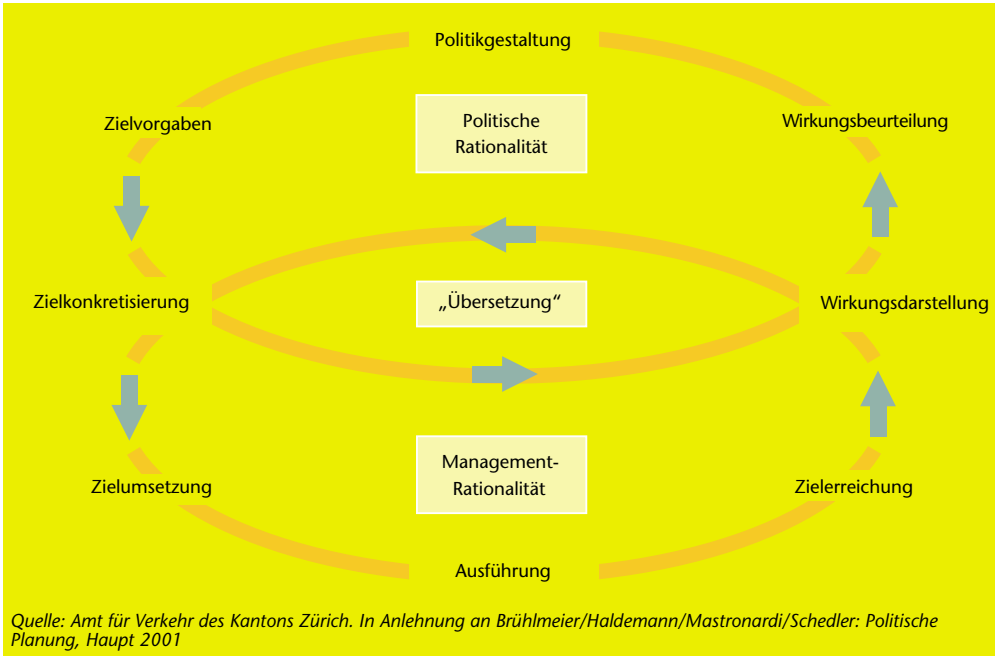 Politikgestaltung
Zielvorgaben
Politische
Rationalität
Wirkungsbeurteilung
Zielkonkretisierung
„Übersetzung“
Wirkungsdarstellung
Management-
Rationalität
Zielumsetzung
Zielerreichung
Ausführung
Quelle: Amt für Verkehr des Kantons Zürich. In Anlehnung an Brühlmeier/Haldemann/Mastronardi/Schedler: Politische
Planung, Haupt 2001